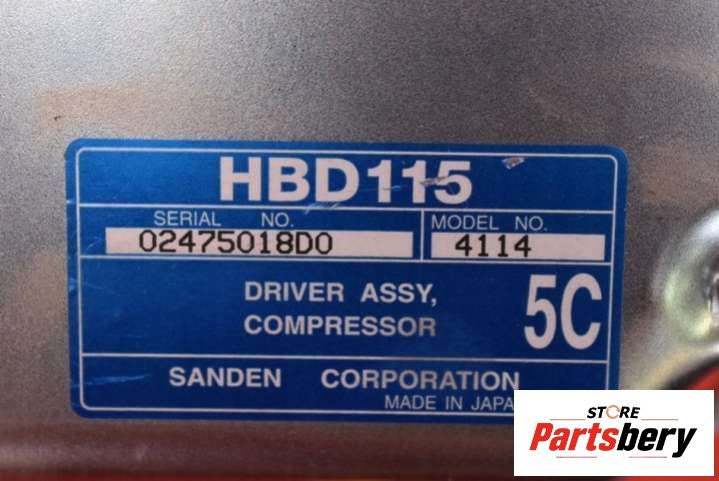 HBD115
SERIAL NO.
02475018D0
MODEL NO.
4114
DRIVER ASSY,
COMPRESSOR
5C
SANDEN CORPORATION
MADE IN JAPA
STORE
Partsbery